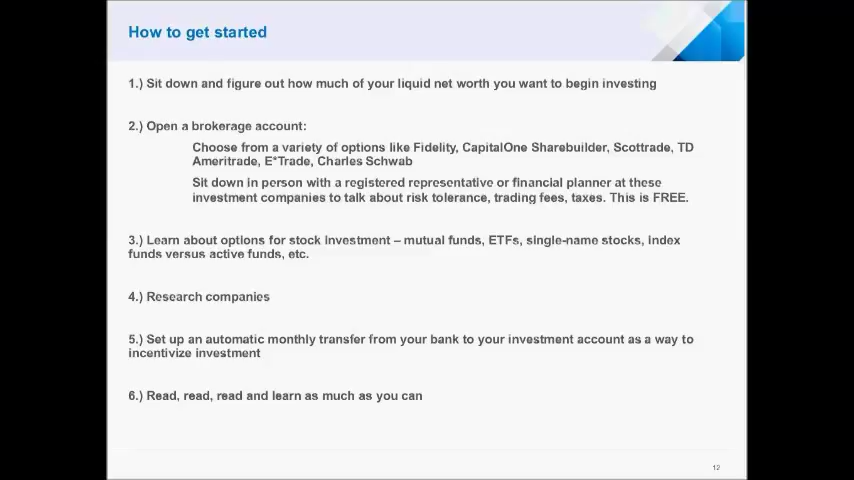 How to get started
1.) Sit down and figure out how much of your liquid net worth you want to begin investing
2.) Open a brokerage account:
Choose from a variety of options like Fidelity, CapitalOne Sharebuilder, Scottrade, TD
Ameritrade, E*Trade, Charles Schwab
Sit down in person with a registered representative or financial planner at these
investment companies to talk about risk tolerance, trading fees, taxes. This is FREE.
3.) Learn about options for stock investment – mutual funds, ETFs, single-name stocks, index
funds versus active funds, etc.
4.) Research companies
5.) Set up an automatic monthly transfer from your bank to your investment account as a way to
incentivize investment
6.) Read, read, read and learn as much as you can
12